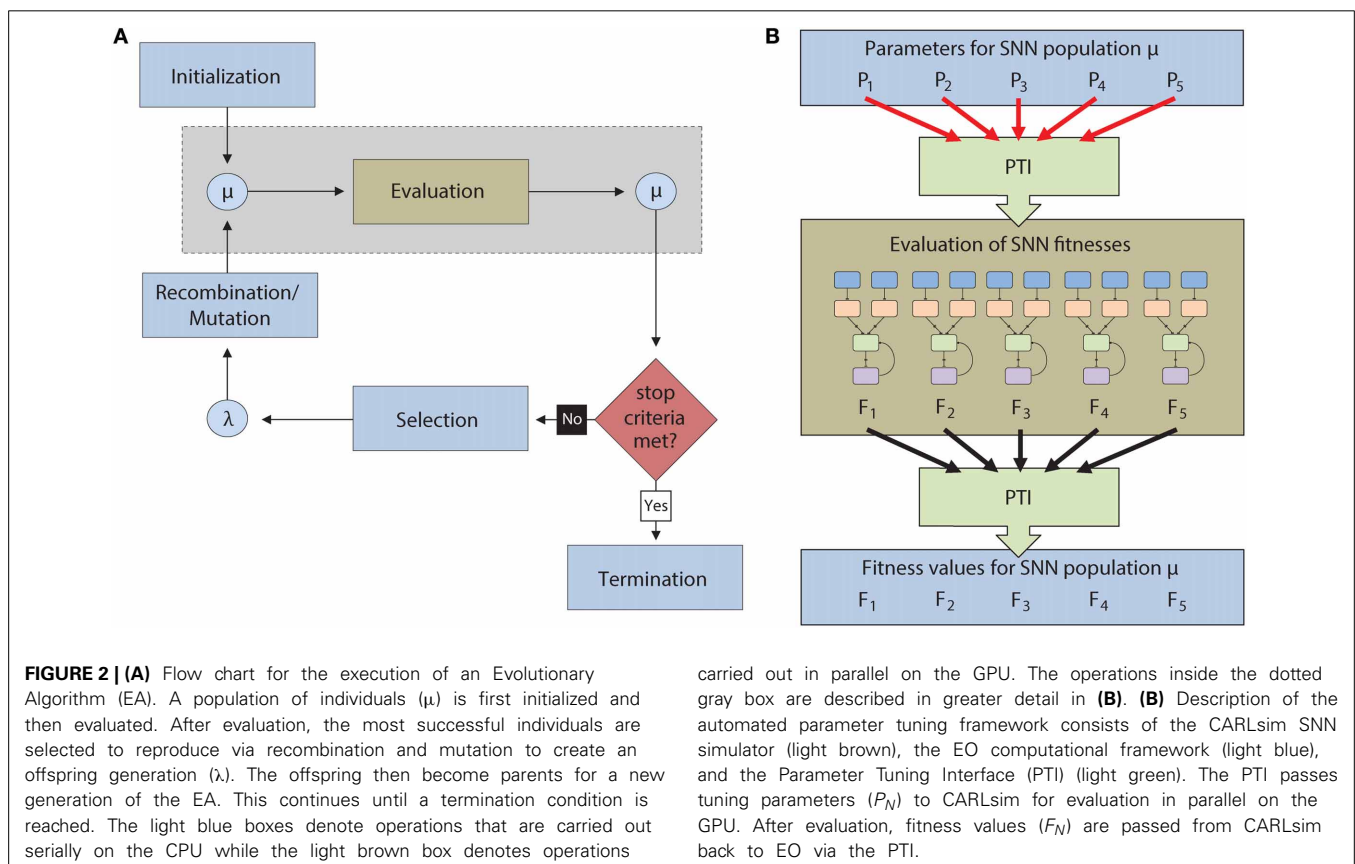 A
Initialization
μ
Evaluation
μ
Recombination/
Mutation
λ
Selection
No
stop
criteria
met?
Yes
Termination
B
Parameters for SNN population μ
P1 P2 P3 P4 P5
PTI
Evaluation of SNN fitnesses
F1 F2 F3 F4 F5
PTI
Fitness values for SNN population μ
F1 F2 F3 F4 F5
FIGURE 2 | (A) Flow chart for the execution of an Evolutionary
Algorithm (EA). A population of individuals (μ) is first initialized and
then evaluated. After evaluation, the most successful individuals are
selected to reproduce via recombination and mutation to create an
offspring generation (λ). The offspring then become parents for a new
generation of the EA. This continues until a termination condition is
reached. The light blue boxes denote operations that are carried out
serially on the CPU while the light brown box denotes operations
carried out in parallel on the GPU. The operations inside the dotted
gray box are described in greater detail in (B). (B) Description of the
automated parameter tuning framework consists of the CARLsim SNN
simulator (light brown), the EO computational framework (light blue),
and the Parameter Tuning Interface (PTI) (light green). The PTI passes
tuning parameters (PN) to CARLsim for evaluation in parallel on the
GPU. After evaluation, fitness values (FN) are passed from CARLsim
back to EO via the PTI.